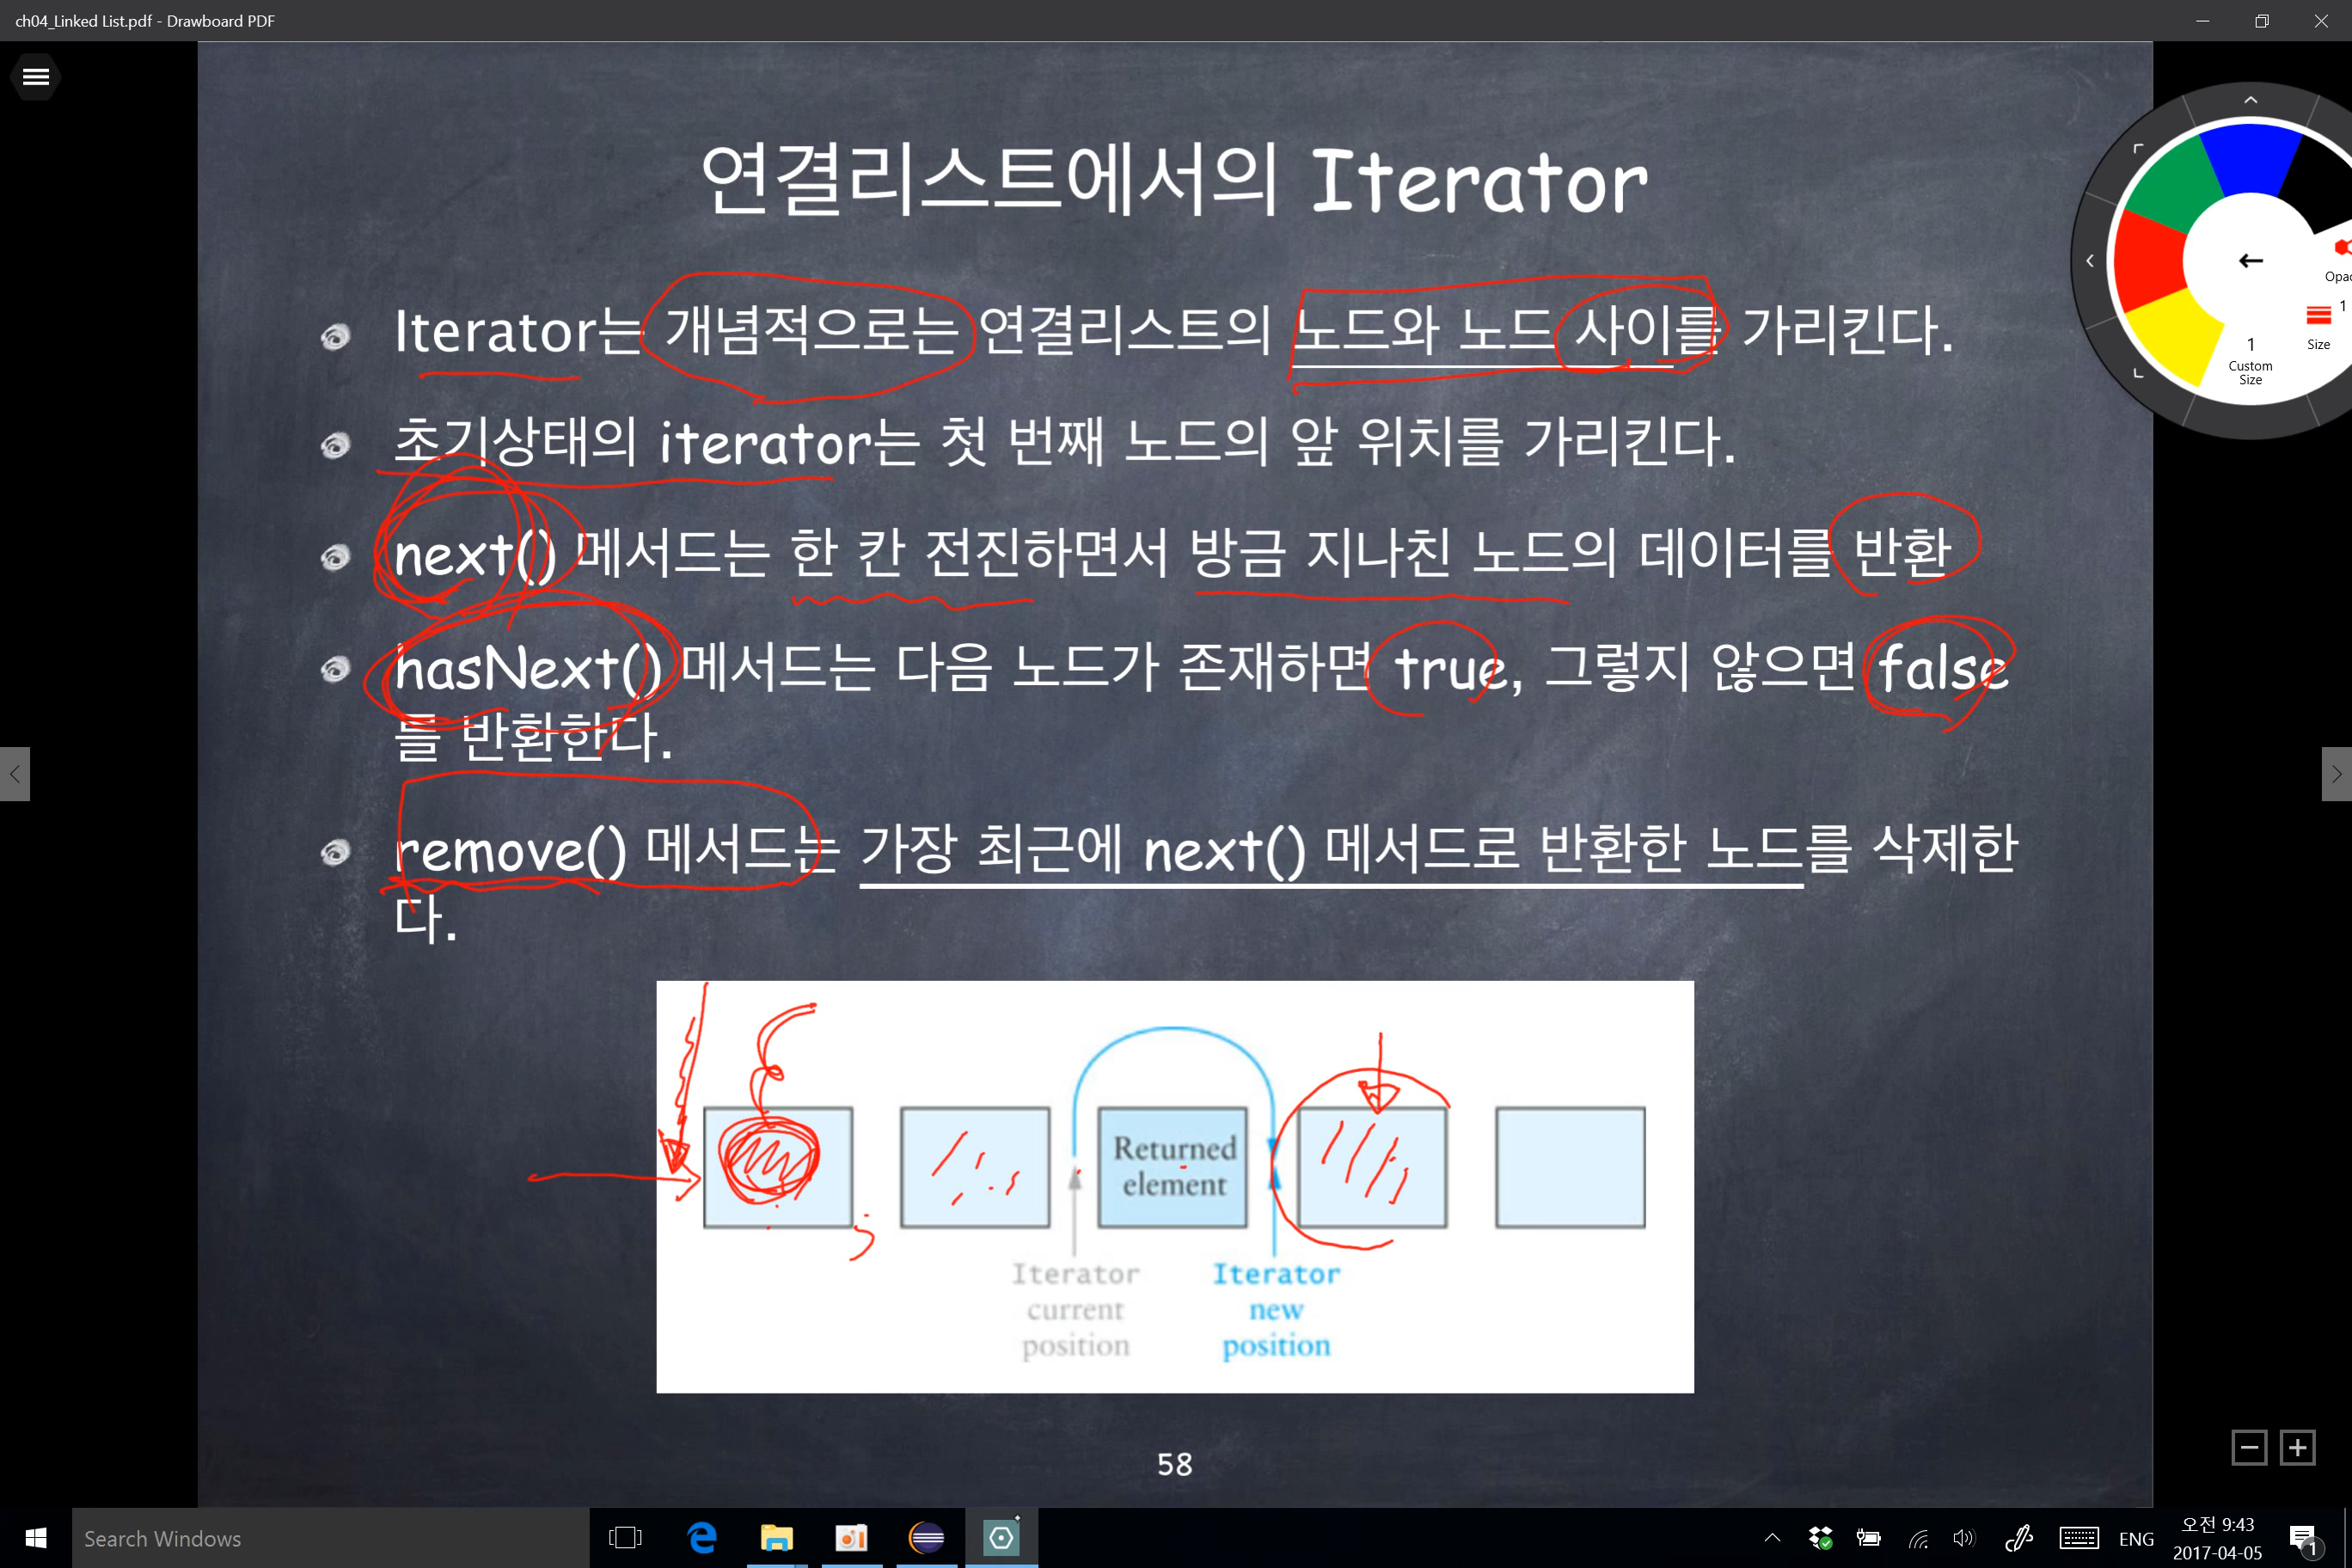 ch04_Linked List.pdf - Drawboard PDF
연결리스트에서의 Iterator
Iterator는 개념적으로는 연결리스트의 노드와 노드 사이를 가리킨다.
초기상태의 iterator는 첫 번째 노드의 앞 위치를 가리킨다.
next() 메서드는 한 칸 전진하면서 방금 지나친 노드의 데이터를 반환
hasNext() 메서드는 다음 노드가 존재하면 true, 그렇지 않으면 false
를 반환한다.
remove() 메서드는 가장 최근에 next() 메서드로 반환한 노드를 삭제한
다.
Returned
element
Iterator
current
position
Iterator
new
position
58
Opac
1
Size
1
Custom
Size
Search Windows
ENG
오전 9:43
2017-04-05
1